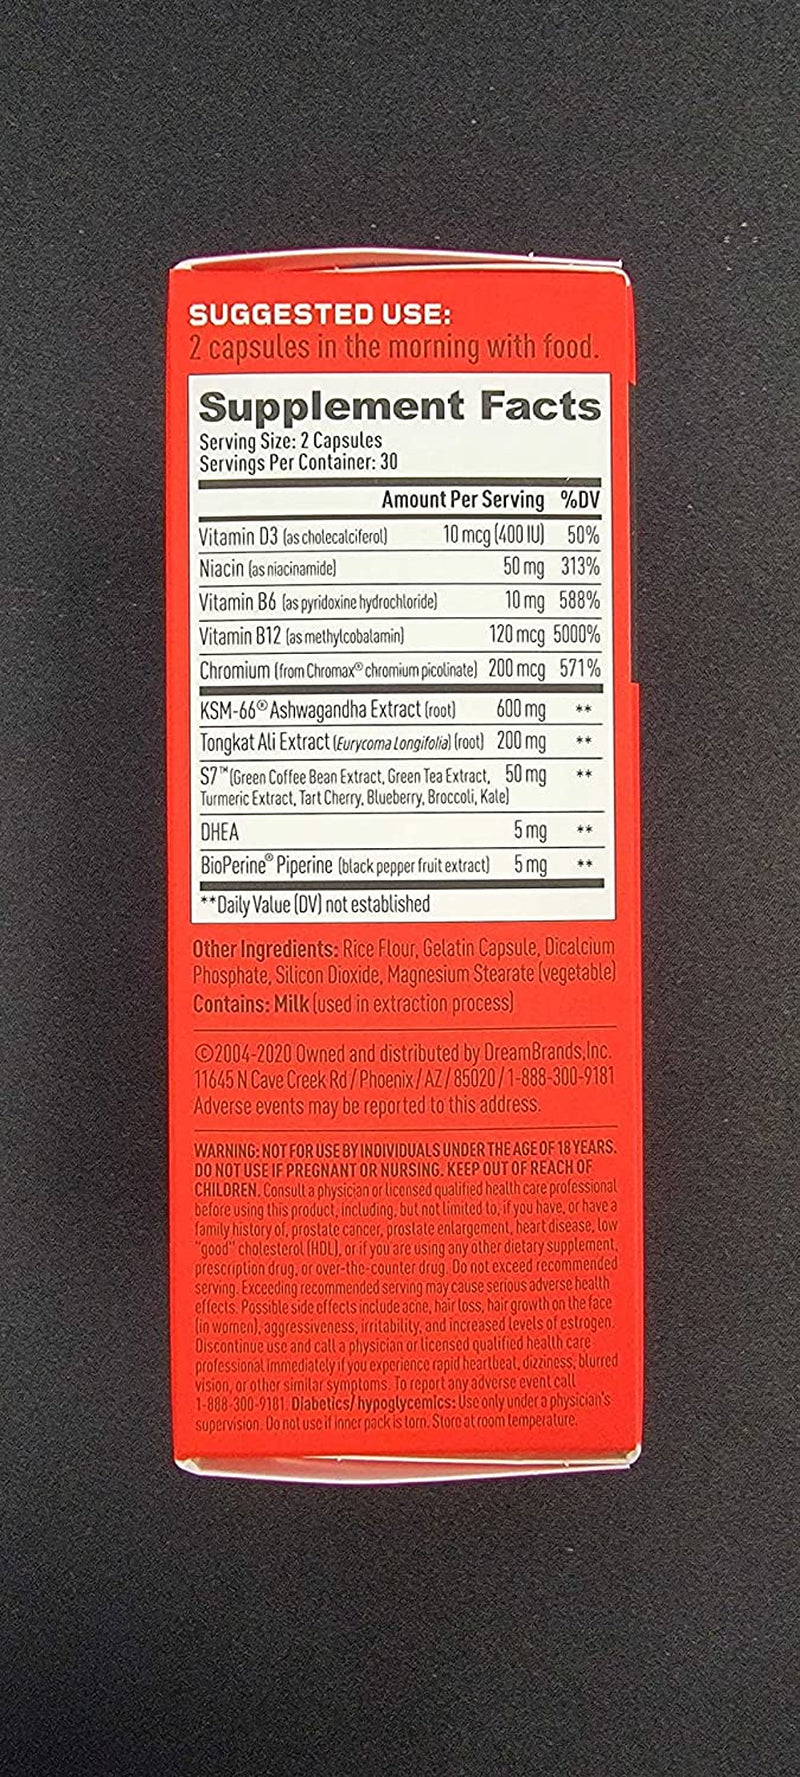 SUGGESTED USE:
2 capsules in the morning with food.
Supplement Facts
Serving Size: 2 Capsules
Servings Per Container: 30
Amount Per Serving %DV
Vitamin D3 (as cholecalciferol) 10 mcg (400 IU) 50%
Niacin (as niacinamide) 50 mg 313%
Vitamin B6 (as pyridoxine hydrochloride) 10 mg 588%
Vitamin B12 (as methylcobalamin) 120 mcg 5000%
Chromium (from Chromax® chromium picolinate) 200 mcg 571%
KSM-66® Ashwagandha Extract (root) 600 mg **
Tongkat Ali Extract (Eurycoma Longifolia) (root) 200 mg **
S7™ (Green Coffee Bean Extract, Green Tea Extract, 50 mg **
Turmeric Extract, Tart Cherry, Blueberry, Broccoli, Kale)
DHEA 5 mg **
BioPerine® Piperine (black pepper fruit extract) 5 mg **
**Daily Value (DV) not established
Other Ingredients: Rice Flour, Gelatin Capsule, Dicalcium
Phosphate, Silicon Dioxide, Magnesium Stearate (vegetable)
Contains: Milk (used in extraction process)
©2004-2020 Owned and distributed by DreamBrands,Inc.
11645 N Cave Creek Rd / Phoenix / AZ / 85020 / 1-888-300-9181
Adverse events may be reported to this address.
WARNING: NOT FOR USE BY INDIVIDUALS UNDER THE AGE OF 18 YEARS.
DO NOT USE IF PREGNANT OR NURSING. KEEP OUT OF REACH OF
CHILDREN. Consult a physician or licensed qualified health care professional
before using this product, including, but not limited to, if you have, or have a
family history of, prostate cancer, prostate enlargement, heart disease, low
"good" cholesterol (HDL), or if you are using any other dietary supplement,
prescription drug, or over-the-counter drug. Do not exceed recommended
serving. Exceeding recommended serving may cause serious adverse health
effects. Possible side effects include acne, hair loss, hair growth on the face
(in women), aggressiveness, irritability, and increased levels of estrogen.
Discontinue use and call a physician or licensed qualified health care
professional immediately if you experience rapid heartbeat, dizziness, blurred
vision, or other similar symptoms. To report any adverse event call
1-888-300-9181. Diabetics/ hypoglycemics: Use only under a physician's
supervision. Do not use if inner pack is torn. Store at room temperature.